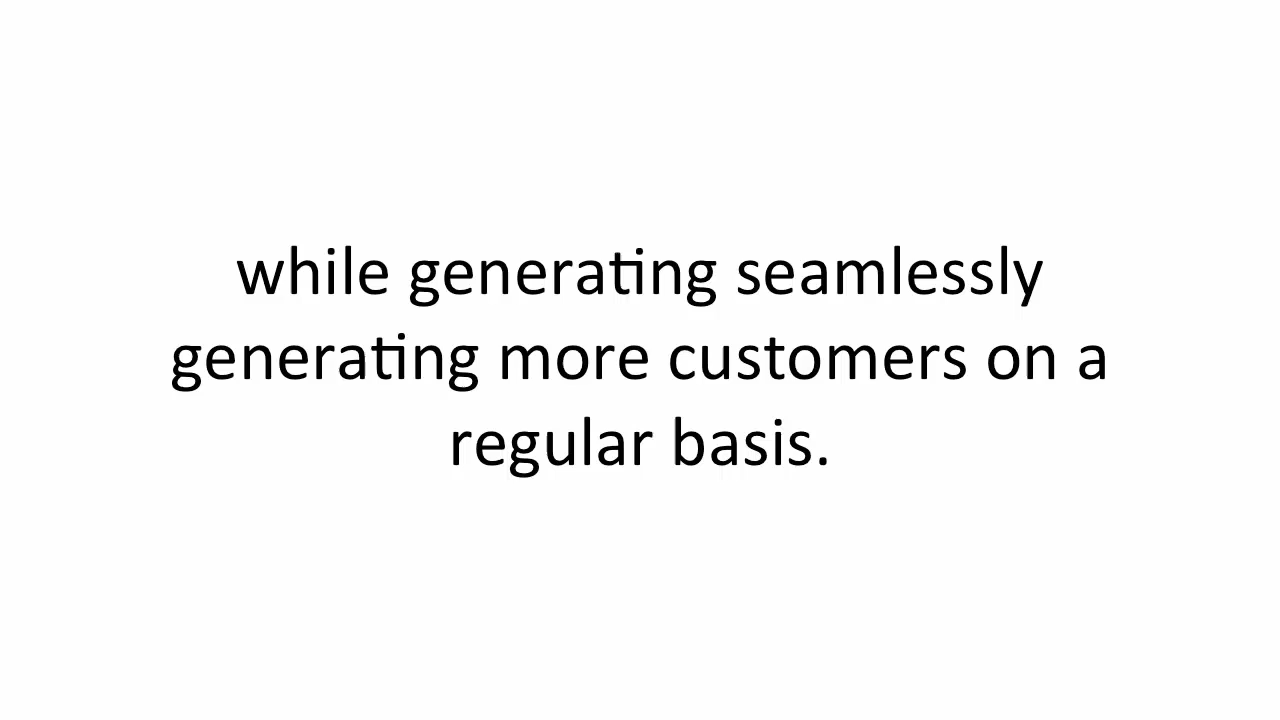 while generating seamlessly
generating more customers on a
regular basis.